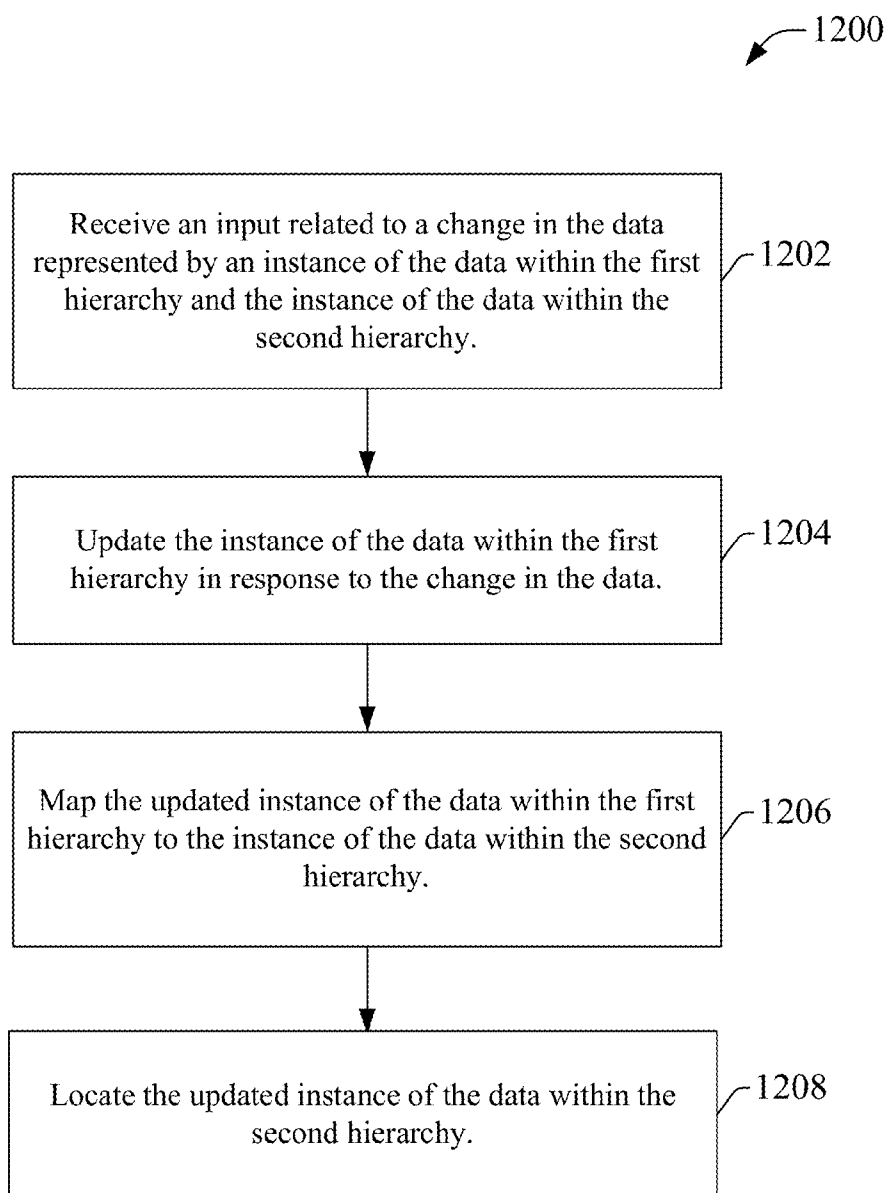 1200
Receive an input related to a change in the data
represented by an instance of the data within the first
hierarchy and the instance of the data within the
second hierarchy.
1202
Update the instance of the data within the first
hierarchy in response to the change in the data.
1204
Map the updated instance of the data within the first
hierarchy to the instance of the data within the second
hierarchy.
1206
Locate the updated instance of the data within the
second hierarchy.
1208